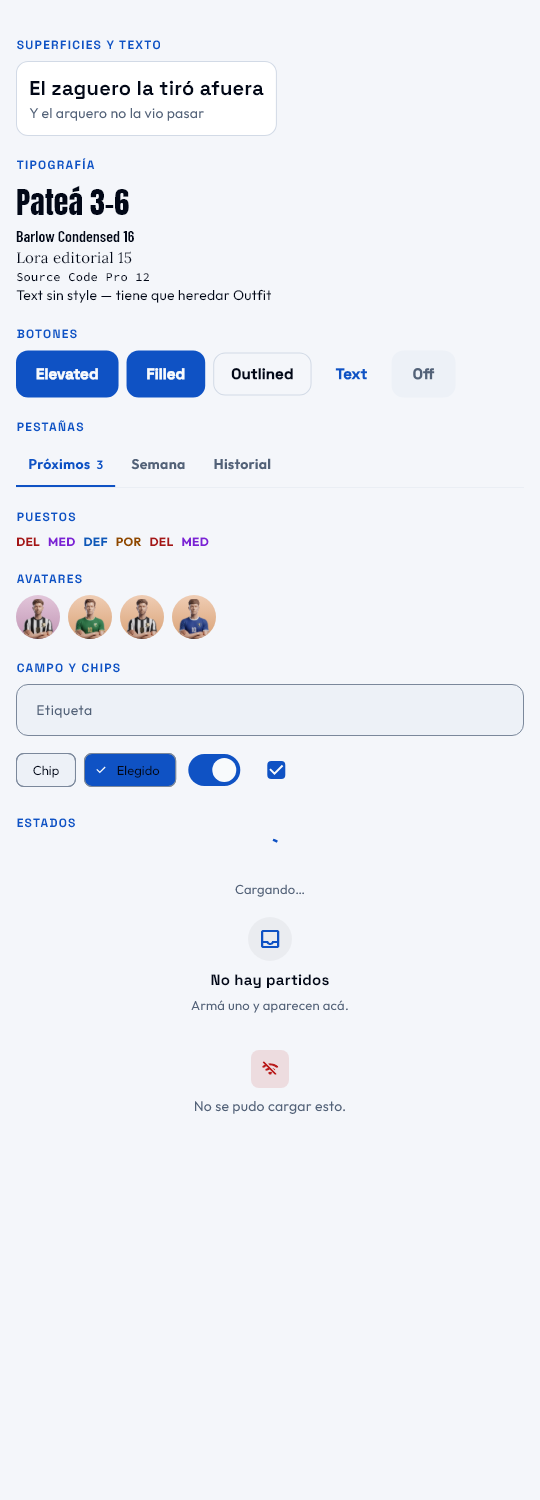 SUPERFICIES Y TEXTO
El zaguero la tiró afuera
Y el arquero no la vio pasar
TIPOGRAFÍA
Pateá 3-6
Barlow Condensed 16
Lora editorial 15
Source Code Pro 12
Text sin style — tiene que heredar Outfit
BOTONES
Elevated Filled Outlined Text Off
PESTAÑAS
Próximos 3 Semana Historial
PUESTOS
DEL MED DEF POR DEL MED
AVATARES
CAMPO Y CHIPS
Etiqueta
Chip Elegido
ESTADOS
Cargando…
No hay partidos
Armá uno y aparecen acá.
No se pudo cargar esto.